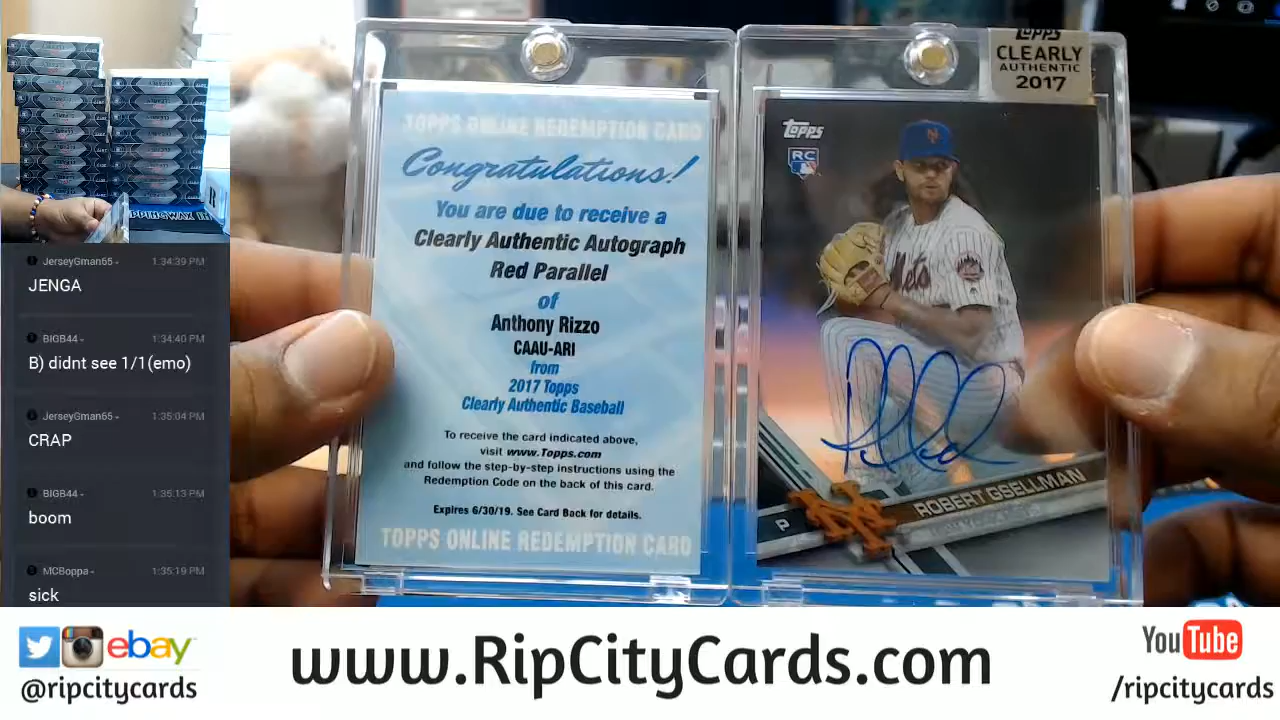 JerseyGman65 1:34:39 PM
JENGA
BIGB44 1:34:40 PM
B) didnt see 1/1(emo)
JerseyGman65 1:35:04 PM
CRAP
BIGB44 1:35:13 PM
boom
MCBoppa 1:35:19 PM
sick
TOPPS ONLINE REDEMPTION CARD
Congratulations!
You are due to receive a
Clearly Authentic Autograph
Red Parallel
of
Anthony Rizzo
CAAU-ARI
from
2017 Topps
Clearly Authentic Baseball
To receive the card indicated above,
visit www.Topps.com
and follow the step-by-step instructions using the
Redemption Code on the back of this card.
Expires 6/30/19. See Card Back for details.
TOPPS ONLINE REDEMPTION CARD
TOPPS
CLEARLY
AUTHENTIC
2017
Topps
RC
Mets
P
ROBERT GSELLMAN
ebay
@ripcitycards
www.RipCityCards.com
YouTube
/ripcitycards